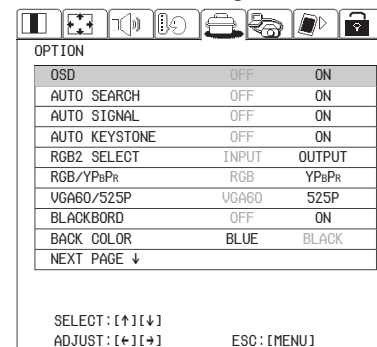 OPTION
OSD OFF ON
AUTO SEARCH OFF ON
AUTO SIGNAL OFF ON
AUTO KEYSTONE OFF ON
RGB2 SELECT INPUT OUTPUT
RGB/YPBPR RGB YPBPR
VGA60/525P VGA60 525P
BLACKBORD OFF ON
BACK COLOR BLUE BLACK
NEXT PAGE ↓
SELECT:[↑][↓]
ADJUST:[←][→] ESC:[MENU]